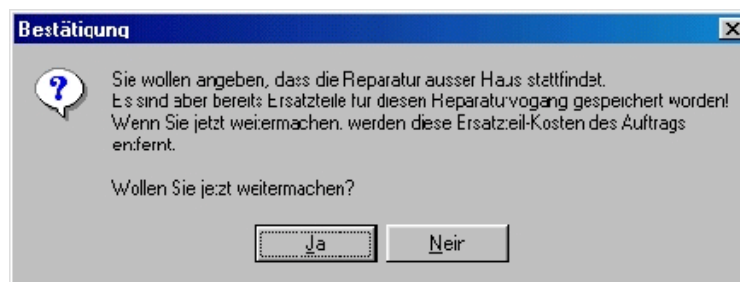 Bestätigung
Sie wollen angeben, dass die Reparatur ausser Haus stattfindet.
Es sind aber bereits Ersatzteile für diesen Reparaturvogang gespeichert worden!
Wenn Sie jetzt weitermachen, werden diese Ersatzteil-Kosten des Auftrags
entfernt.
Wollen Sie jetzt weitermachen?
Ja
Nein